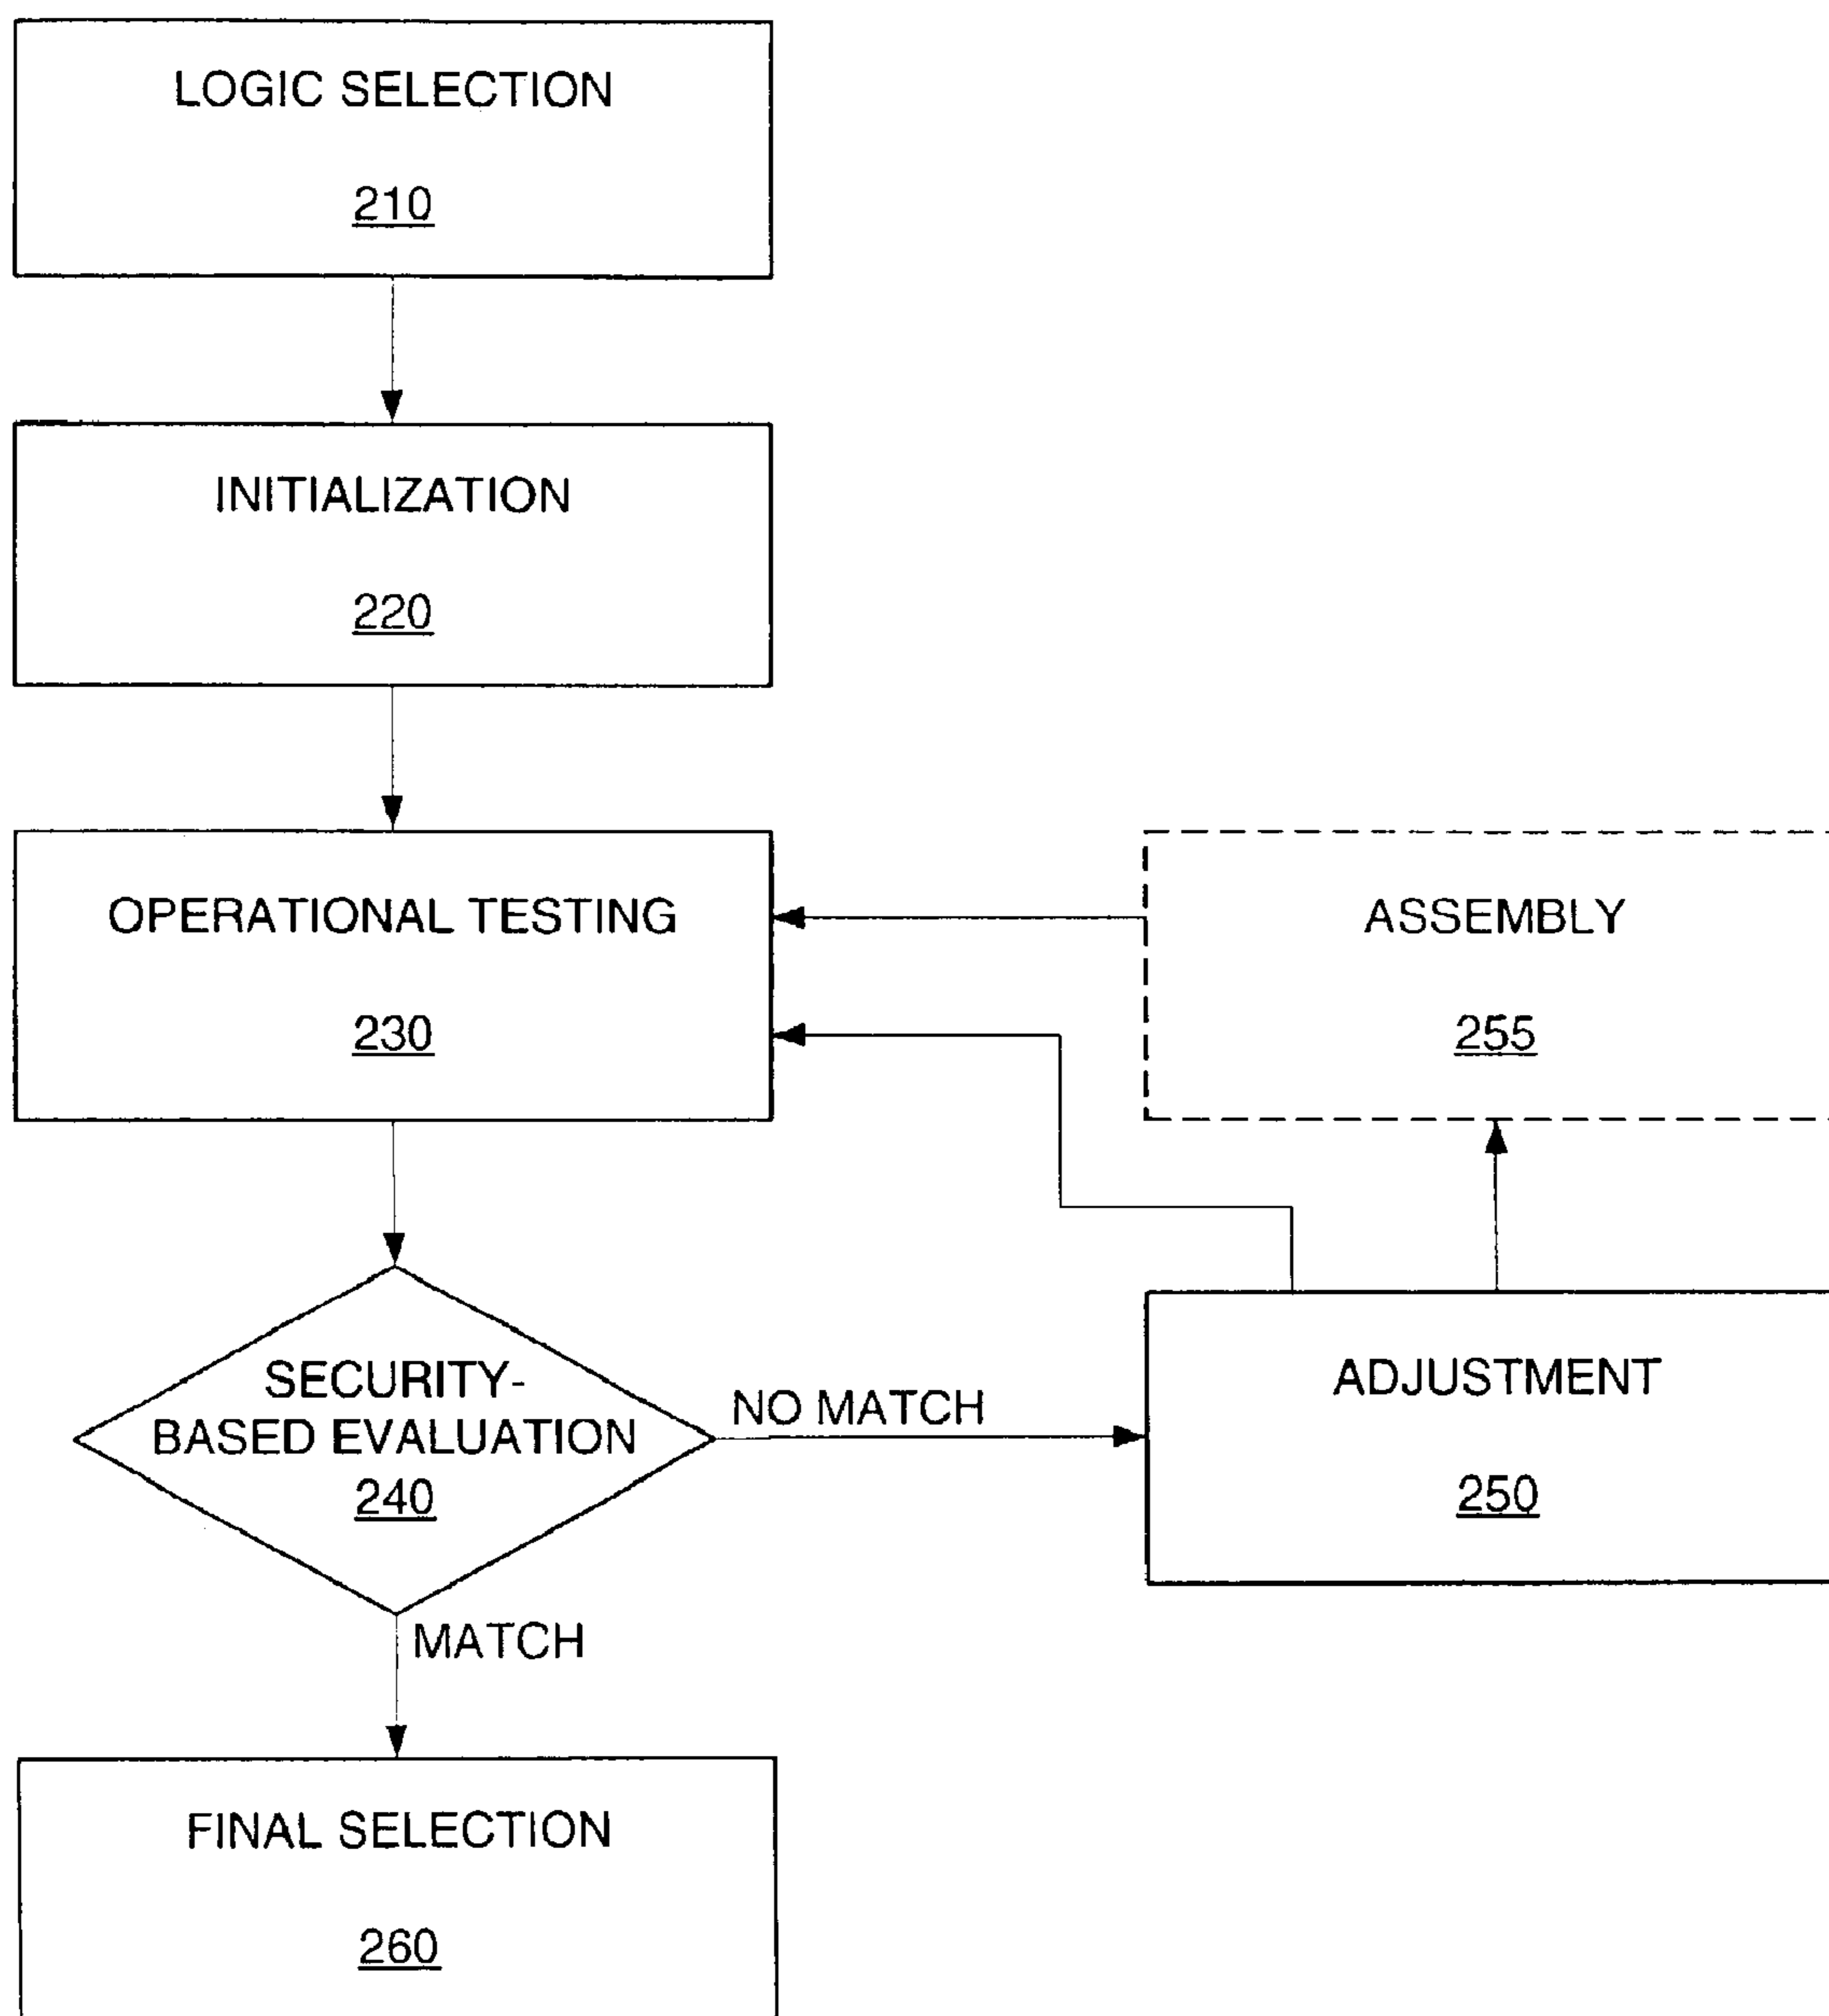 LOGIC SELECTION
210
INITIALIZATION
220
OPERATIONAL TESTING
230
ASSEMBLY
255
SECURITY-
BASED EVALUATION
240
NO MATCH
ADJUSTMENT
250
MATCH
FINAL SELECTION
260